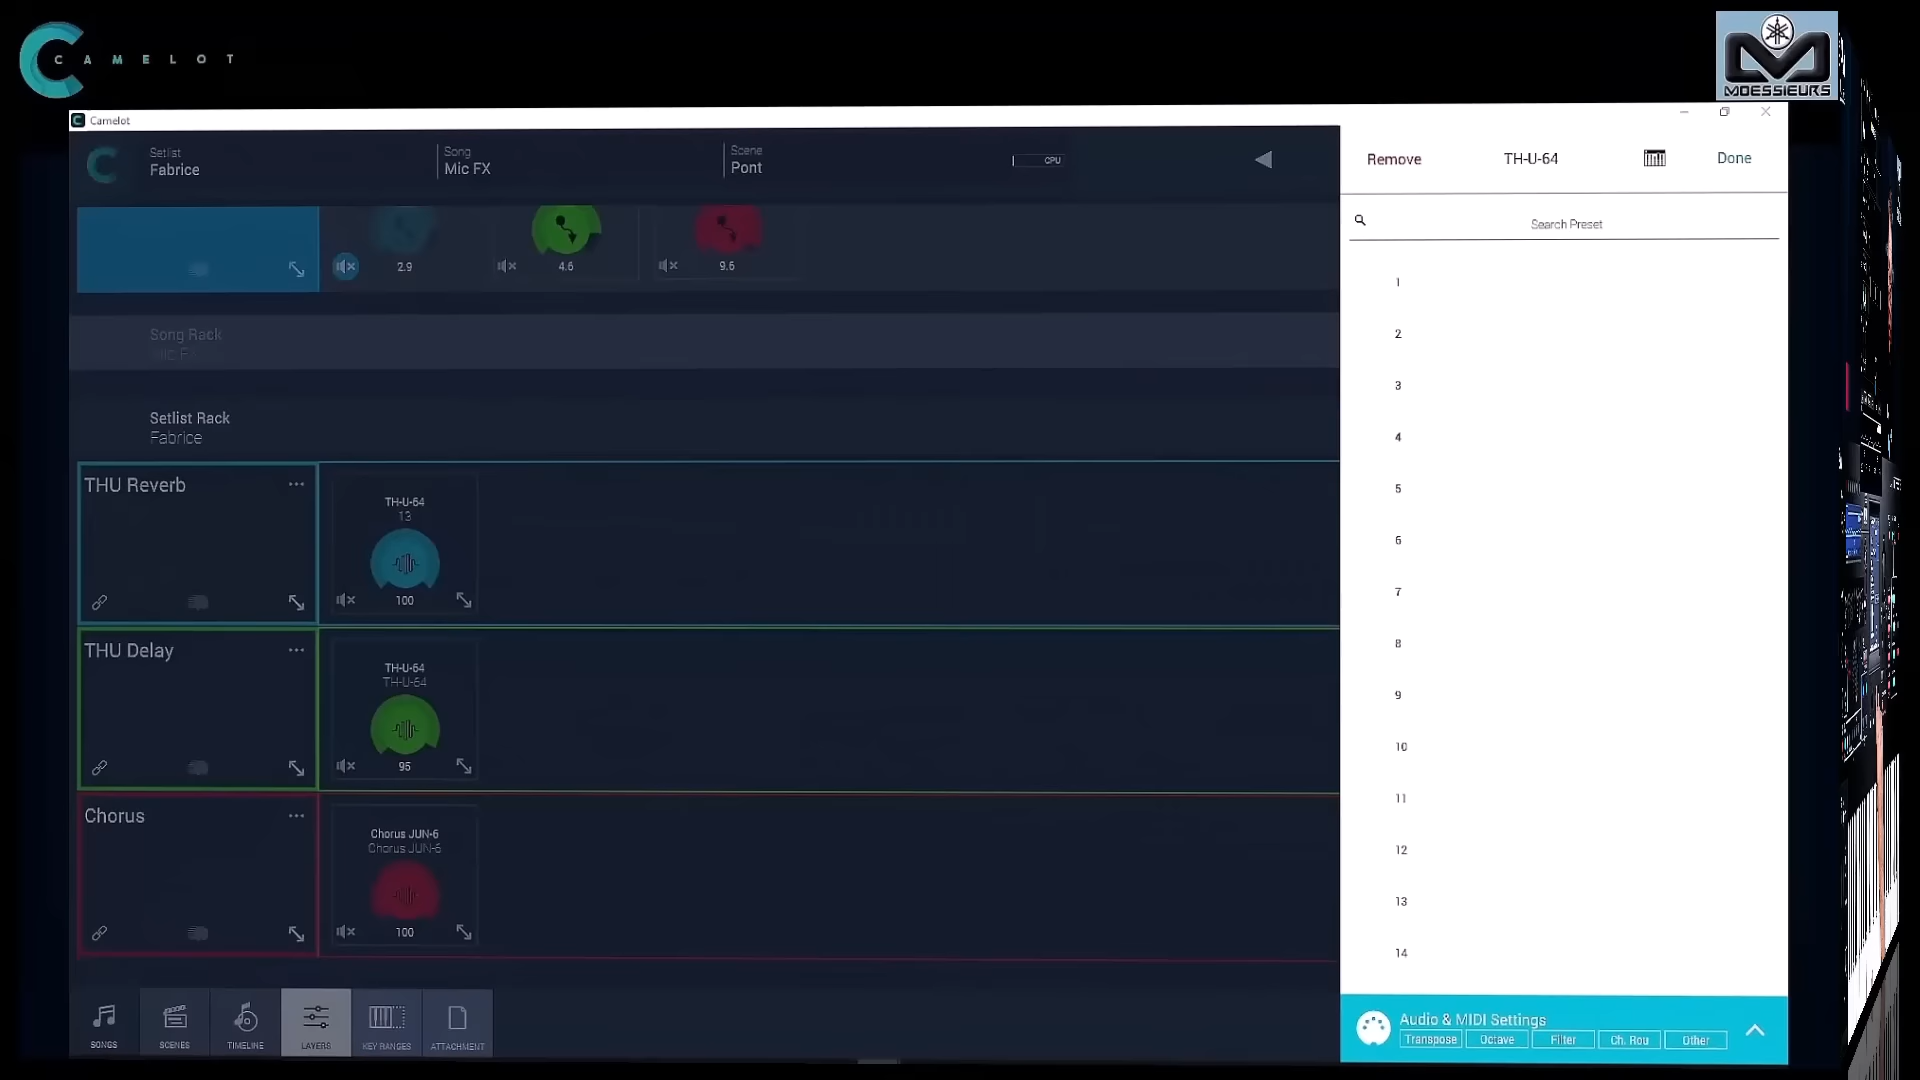 CAMELOT
MOESSIEURS
Camelot
Setlist
Fabrice
Song
Mic FX
Scene
Pont
CPU
Remove
TH-U-64
Done
Search Preset
2.9
4.6
9.6
Song Rack
Mic F
Setlist Rack
Fabrice
THU Reverb
TH-U-64
13
100
THU Delay
TH-U-64
TH-U-64
95
Chorus
Chorus JUN-6
Chorus JUN-6
100
1
2
3
4
5
6
7
8
9
10
11
12
13
14
SONGS
SCENES
TIMELINE
LAYERS
KEY RANGES
ATTACHMENT
Audio & MIDI Settings
Transpose
Octave
Filter
Ch. Rou
Other